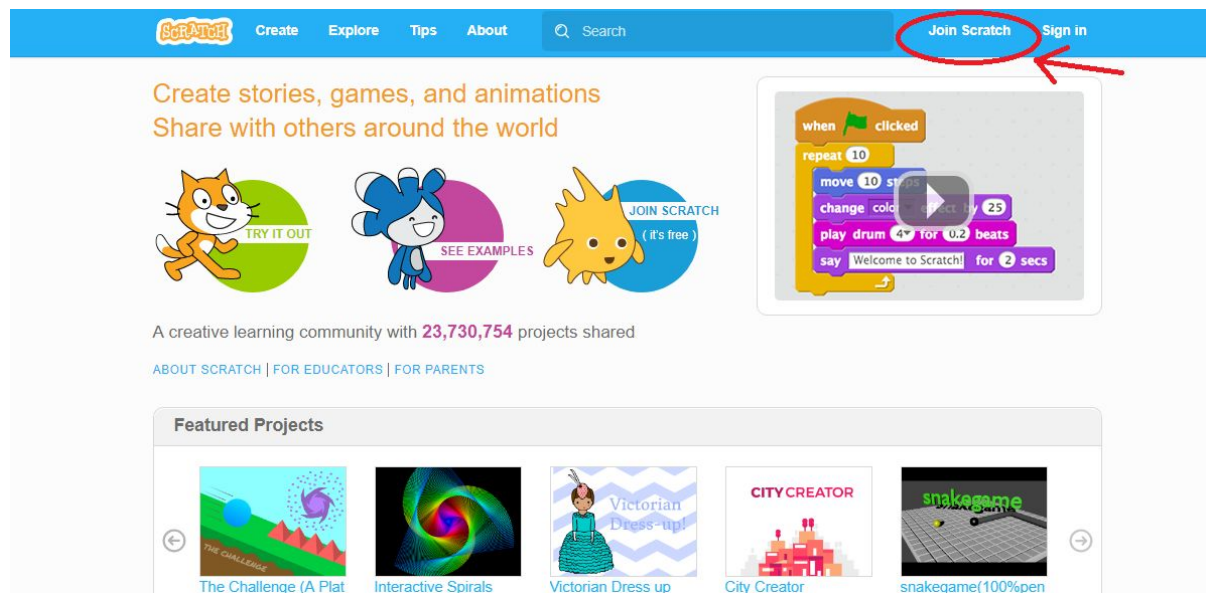 SCRATCH Create Explore Tips About Search Join Scratch Sign in
Create stories, games, and animations
Share with others around the world
TRY IT OUT
SEE EXAMPLES
JOIN SCRATCH
( it's free )
when clicked
repeat 10
move 10 steps
change color effect by 25
play drum 4 for 0.2 beats
say Welcome to Scratch! for 2 secs
A creative learning community with 23,730,754 projects shared
ABOUT SCRATCH | FOR EDUCATORS | FOR PARENTS
Featured Projects
THE CHALLENGE
Victorian
Dress-up!
CITY CREATOR
snakegame
The Challenge (A Plat Interactive Spirals Victorian Dress up City Creator snakegame(100%pen